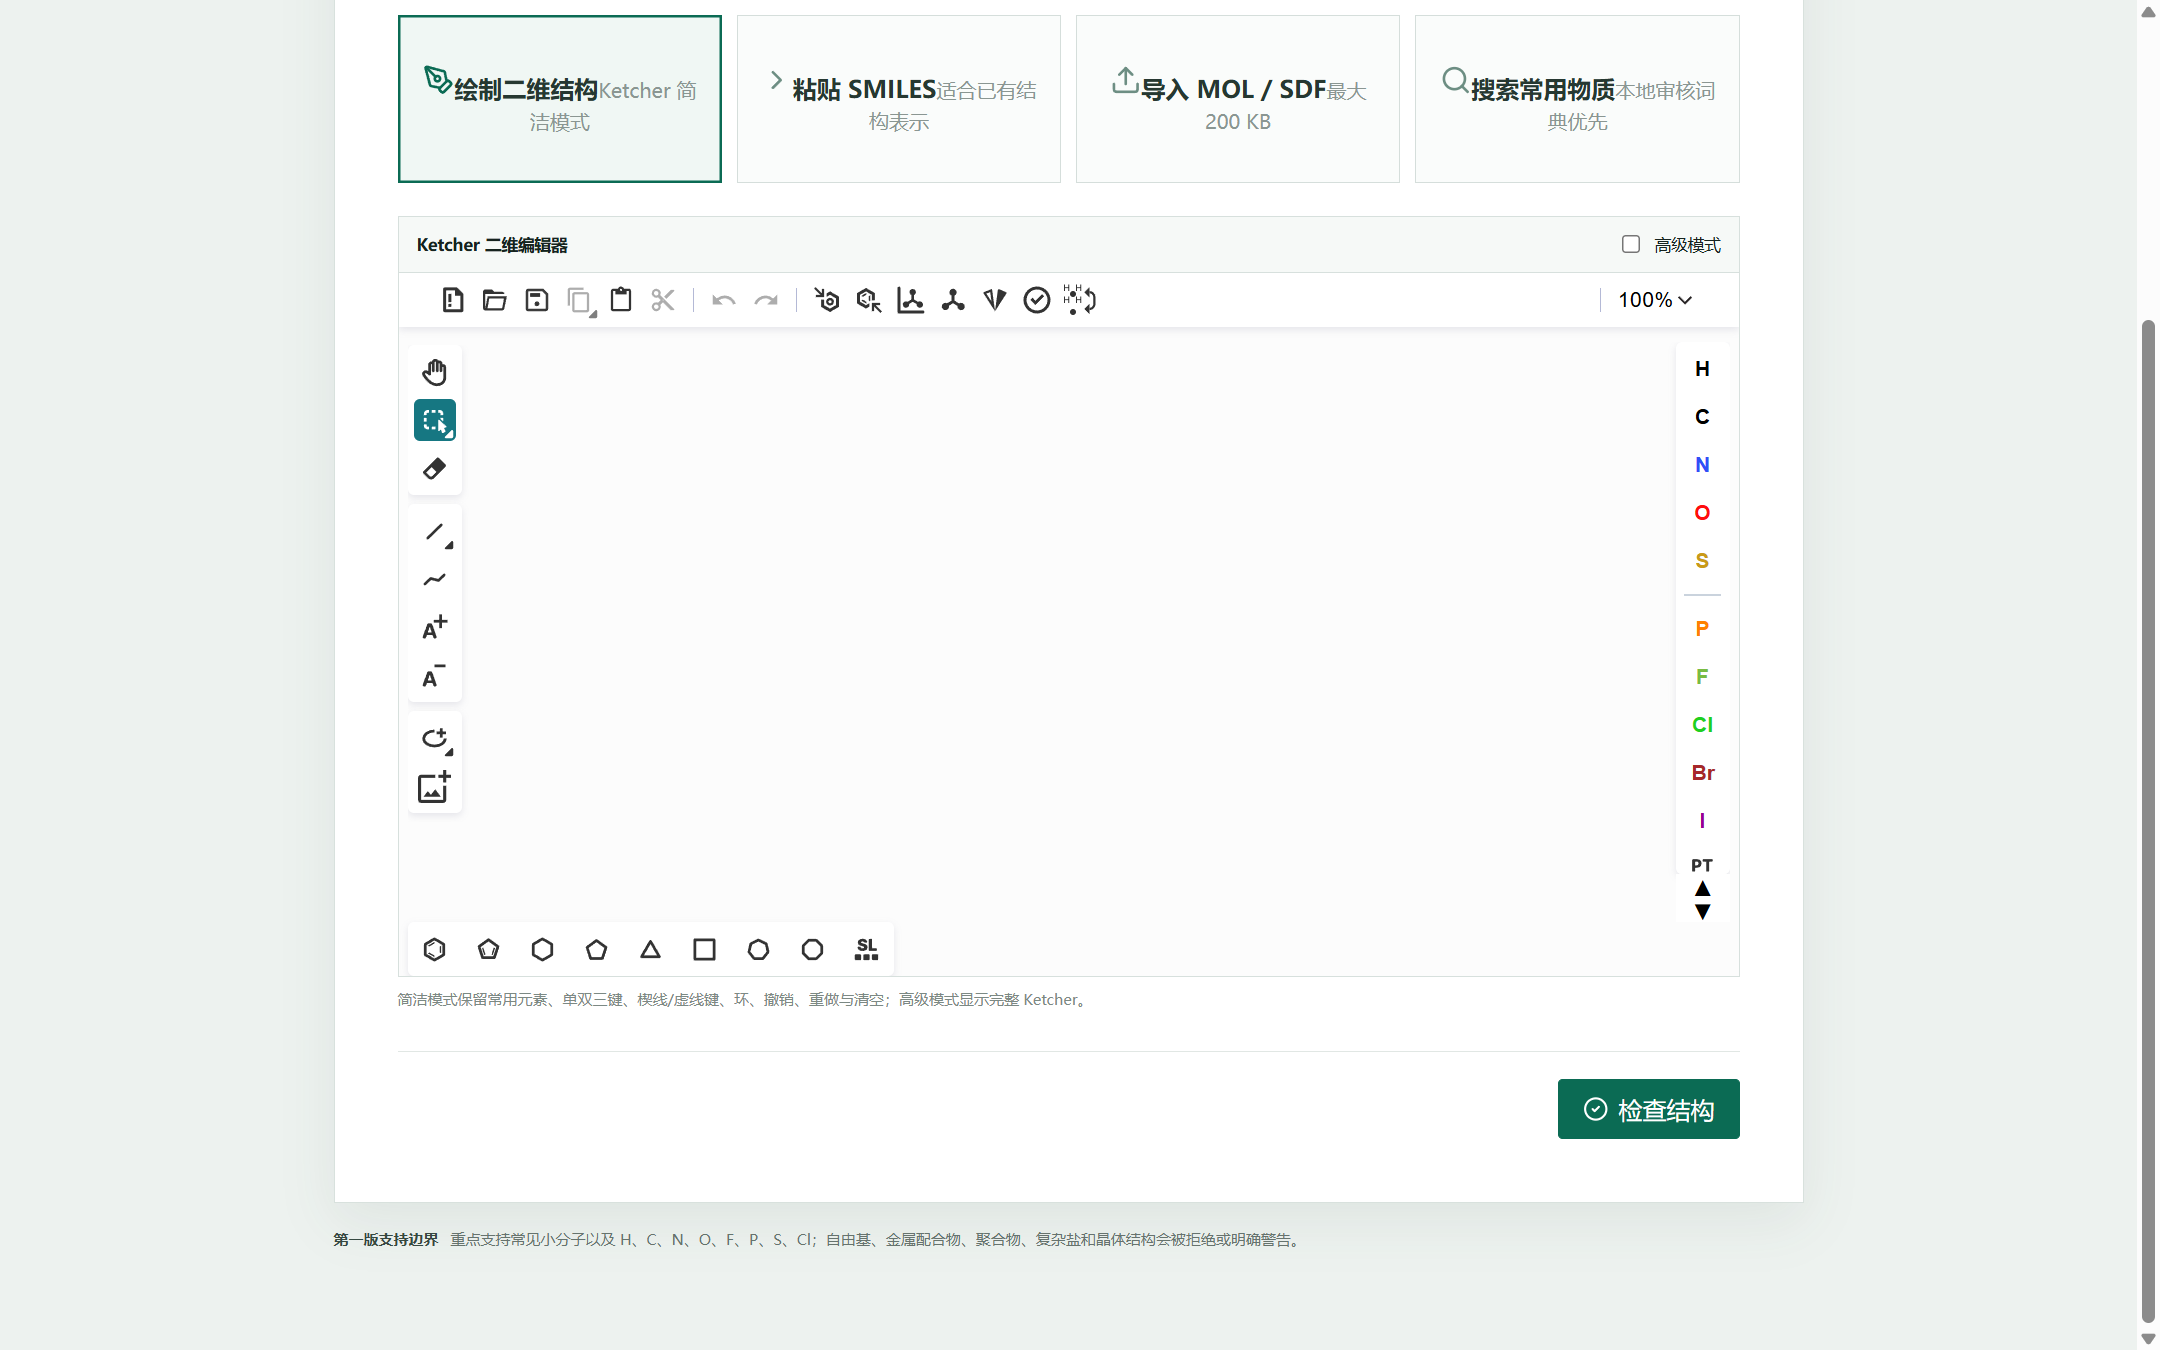 绘制二维结构Ketcher 简
洁模式
粘贴 SMILES适合已有结
构表示
导入 MOL / SDF最大
200 KB
搜索常用物质本地审核词
典优先
Ketcher 二维编辑器
高级模式
100%
H
C
N
O
S
P
F
Cl
Br
I
PT
A+
A-
SL
简洁模式保留常用元素、单双三键、楔线/虚线键、环、撤销、重做与清空；高级模式显示完整 Ketcher。
检查结构
第一版支持边界 重点支持常见小分子以及 H、C、N、O、F、P、S、Cl；自由基、金属配合物、聚合物、复杂盐和晶体结构会被拒绝或明确警告。